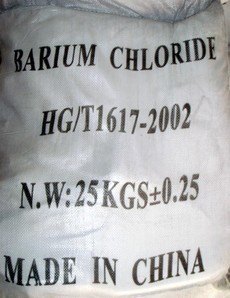 BARIUM CHLORIDE
HG/T1617-2002
N.W:25KGS±0.25
MADE IN CHINA